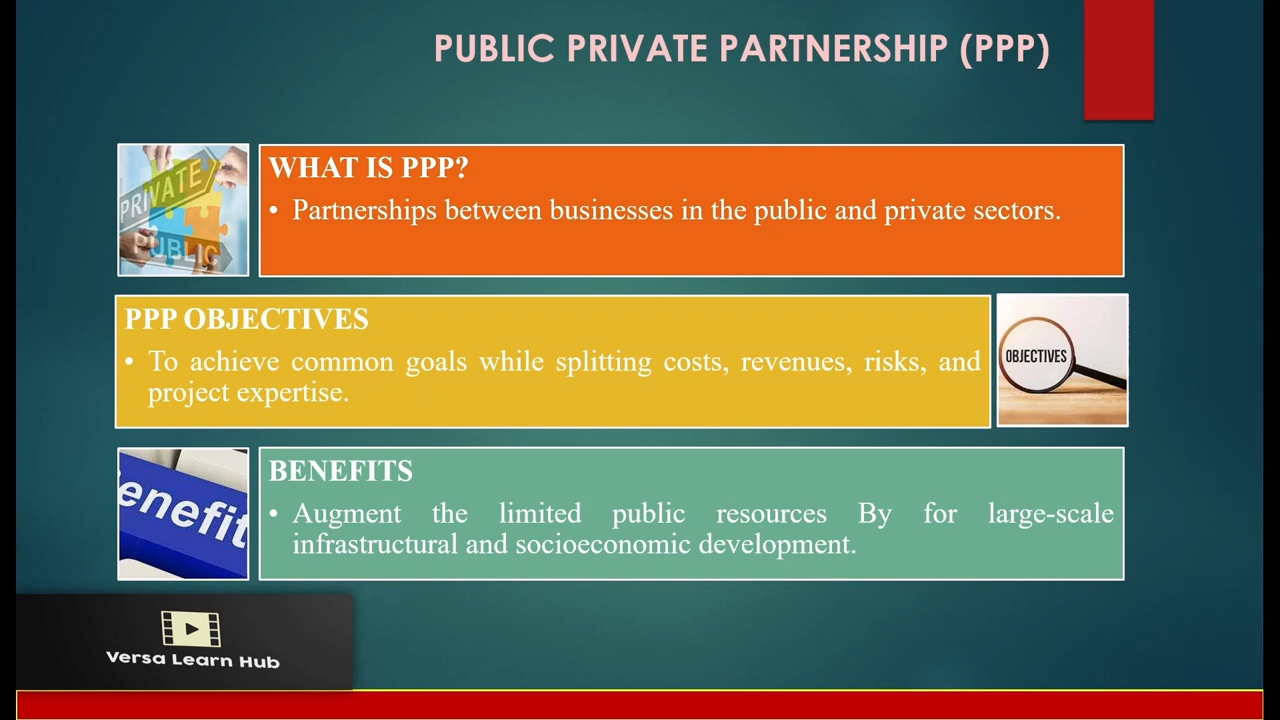 PUBLIC PRIVATE PARTNERSHIP (PPP)
PRIVATE
PUBLIC
WHAT IS PPP?
• Partnerships between businesses in the public and private sectors.
PPP OBJECTIVES
• To achieve common goals while splitting costs, revenues, risks, and
project expertise.
OBJECTIVES
enefit
BENEFITS
• Augment the limited public resources By for large-scale
infrastructural and socioeconomic development.
Versa Learn Hub